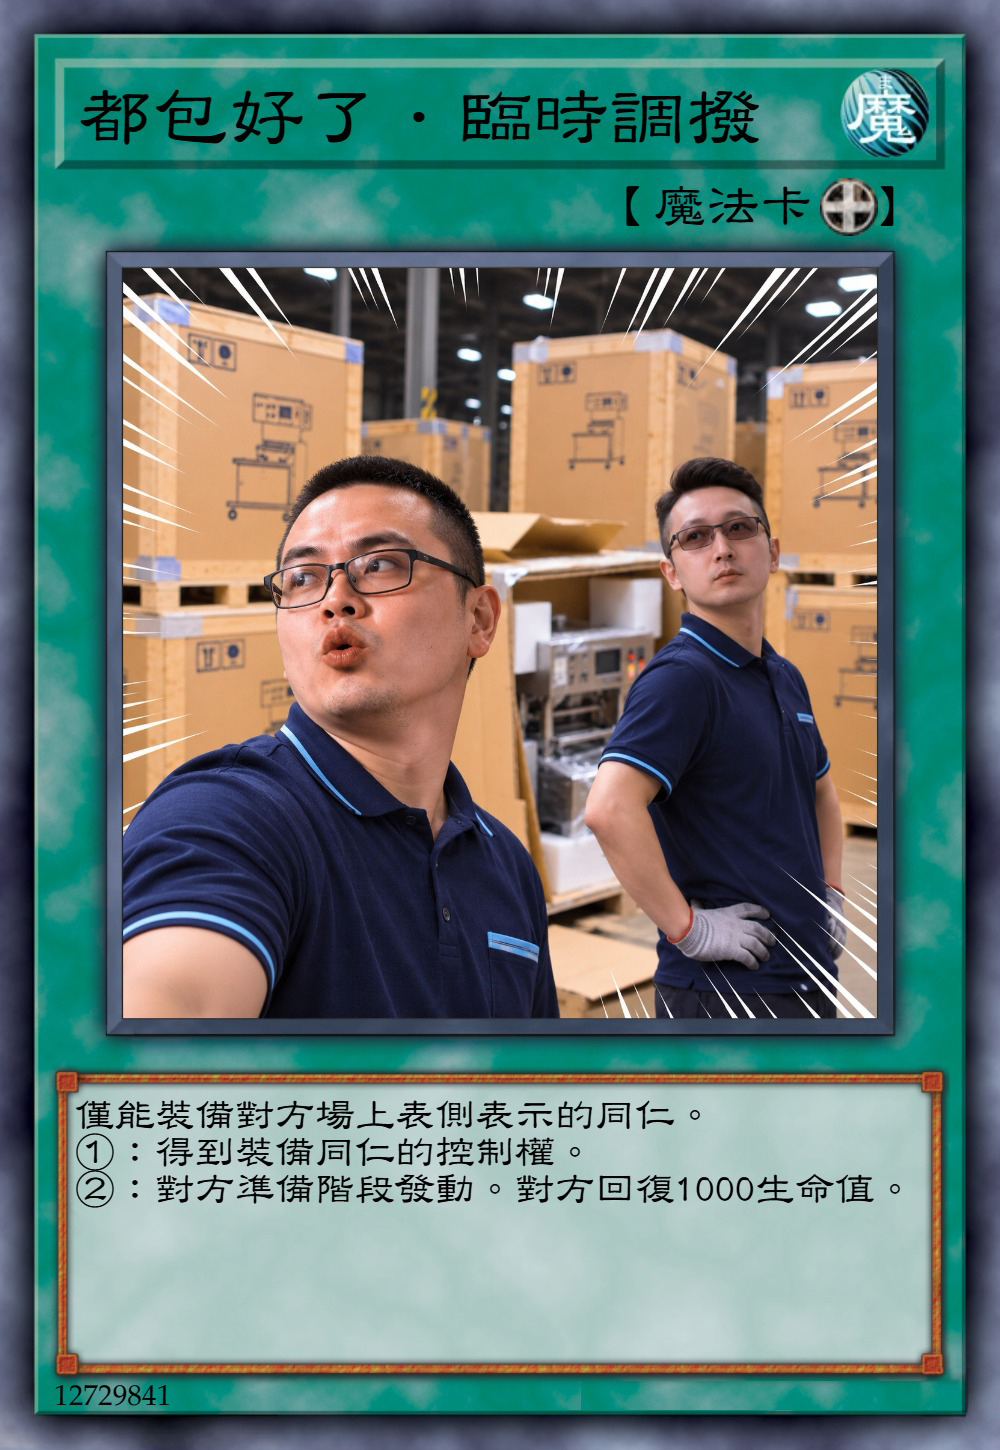 都包好了・臨時調撥
魔
【魔法卡】
僅能裝備對方場上表側表示的同仁。
①：得到裝備同仁的控制權。
②：對方準備階段發動。對方回復1000生命值。
12729841